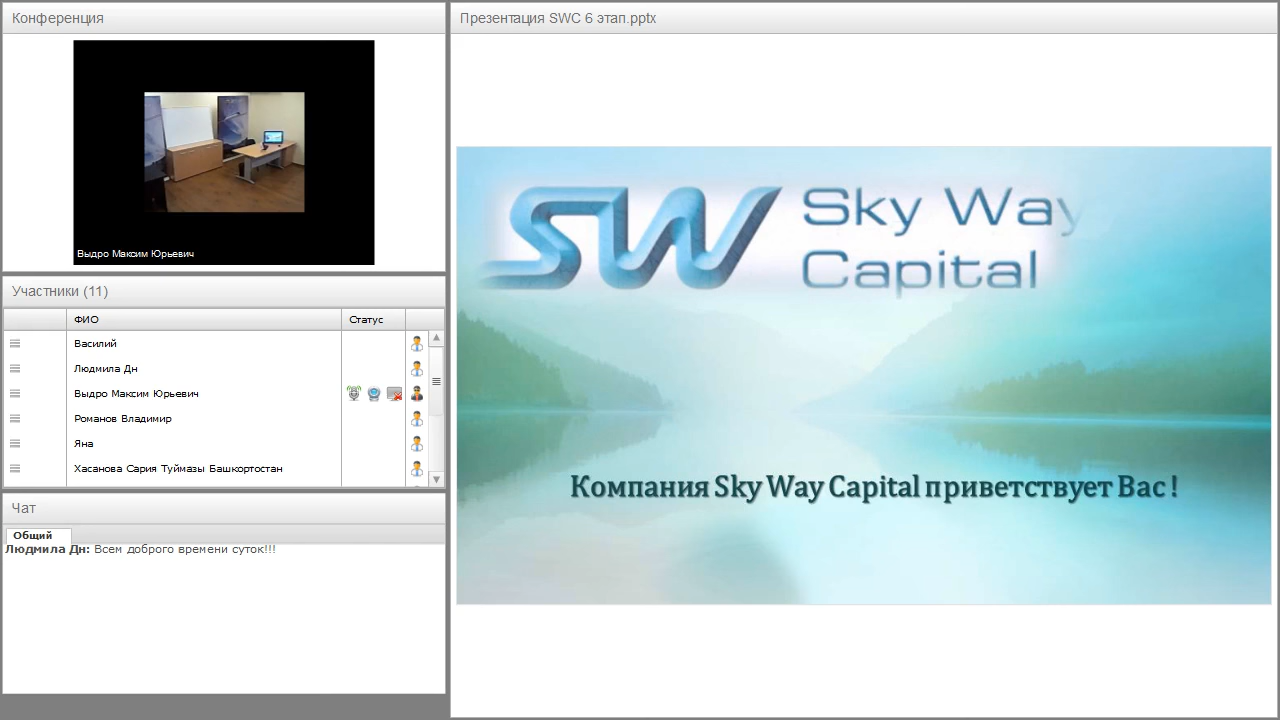 Конференция
Выдро Максим Юрьевич
Участники (11)
ФИО
Статус
Василий
Людмила Дн
Выдро Максим Юрьевич
Романов Владимир
Яна
Хасанова Сария Туймазы Башкортостан
Чат
Общий
Людмила Дн: Всем доброго времени суток!!!
Презентация SWC 6 этап.pptx
SW
Sky Way
Capital
Компания Sky Way Capital приветствует Вас !